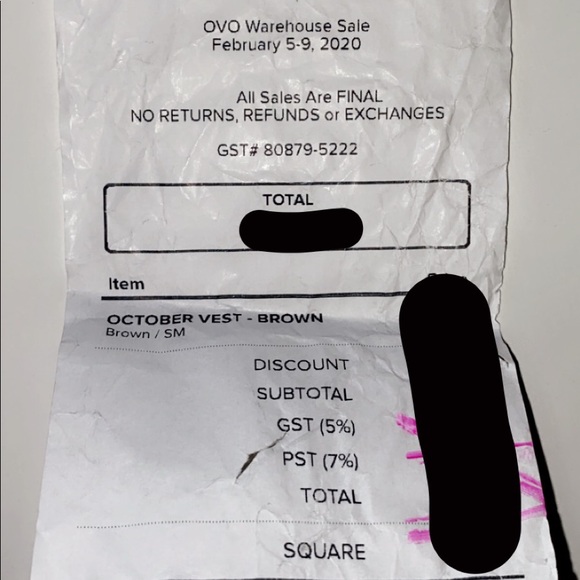 OVO Warehouse Sale
February 5-9, 2020
All Sales Are FINAL
NO RETURNS, REFUNDS or EXCHANGES
GST# 80879-5222
TOTAL
Item
OCTOBER VEST - BROWN
Brown / SM
DISCOUNT
SUBTOTAL
GST (5%)
PST (7%)
TOTAL
SQUARE